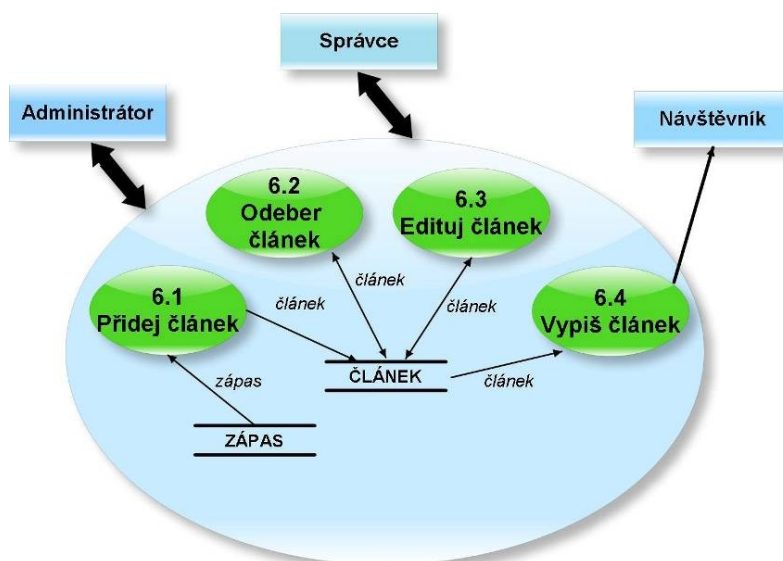 Správce
Administrátor
Návštěvník
6.2
Odeber
článek
6.3
Edituj článek
6.1
Přidej článek
článek
článek
článek
6.4
Vypiš článek
ČLÁNEK
článek
zápas
ZÁPAS